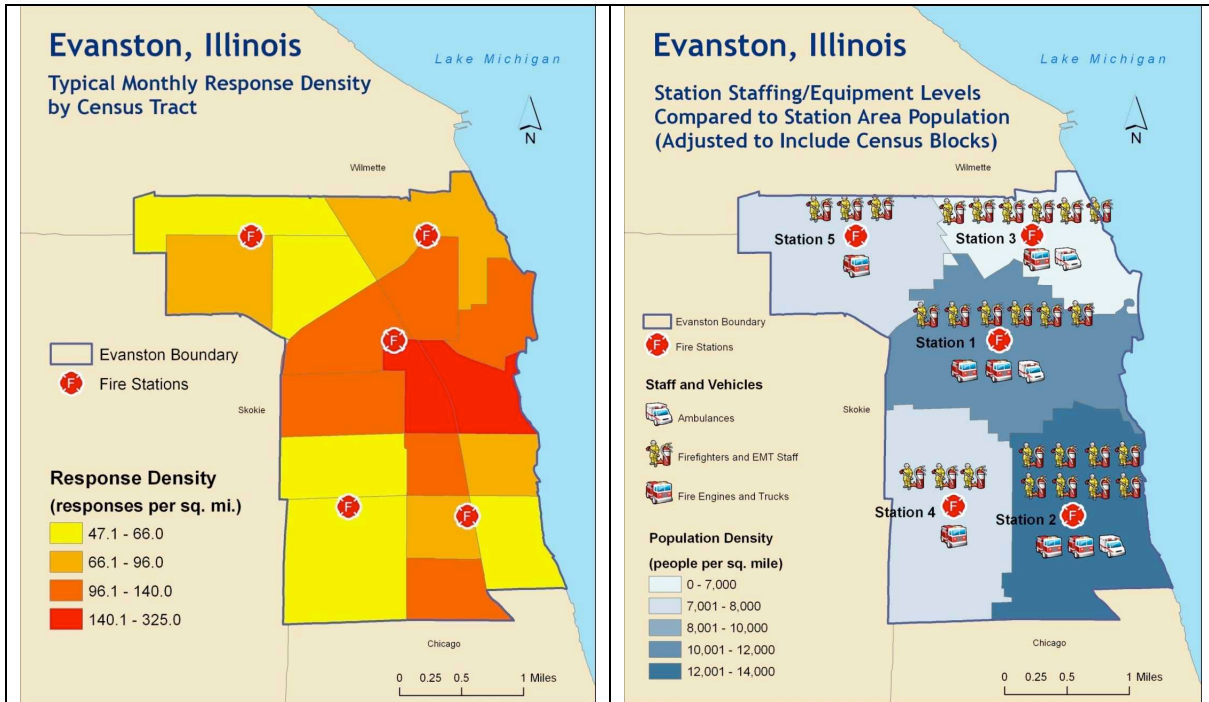 Evanston, Illinois
Typical Monthly Response Density
by Census Tract
Lake Michigan
N
Wilmette
F
F
F
Evanston Boundary
F
Fire Stations
Skokie
Response Density
(responses per sq. mi.)
47.1 - 66.0
66.1 - 96.0
96.1 - 140.0
140.1 - 325.0
F
F
Chicago
0 0.25 0.5 1 Miles
Evanston, Illinois
Station Staffing/Equipment Levels
Compared to Station Area Population
(Adjusted to Include Census Blocks)
Lake Michigan
N
Wilmette
Station 5
F
Station 3
F
Evanston Boundary
F
Fire Stations
Station 1
F
Staff and Vehicles
Skokie
Ambulances
Firefighters and EMT Staff
Fire Engines and Trucks
Station 4
F
Station 2
F
Population Density
(people per sq. mile)
0 - 7,000
7,001 - 8,000
8,001 - 10,000
10,001 - 12,000
12,001 - 14,000
Chicago
0 0.25 0.5 1 Miles